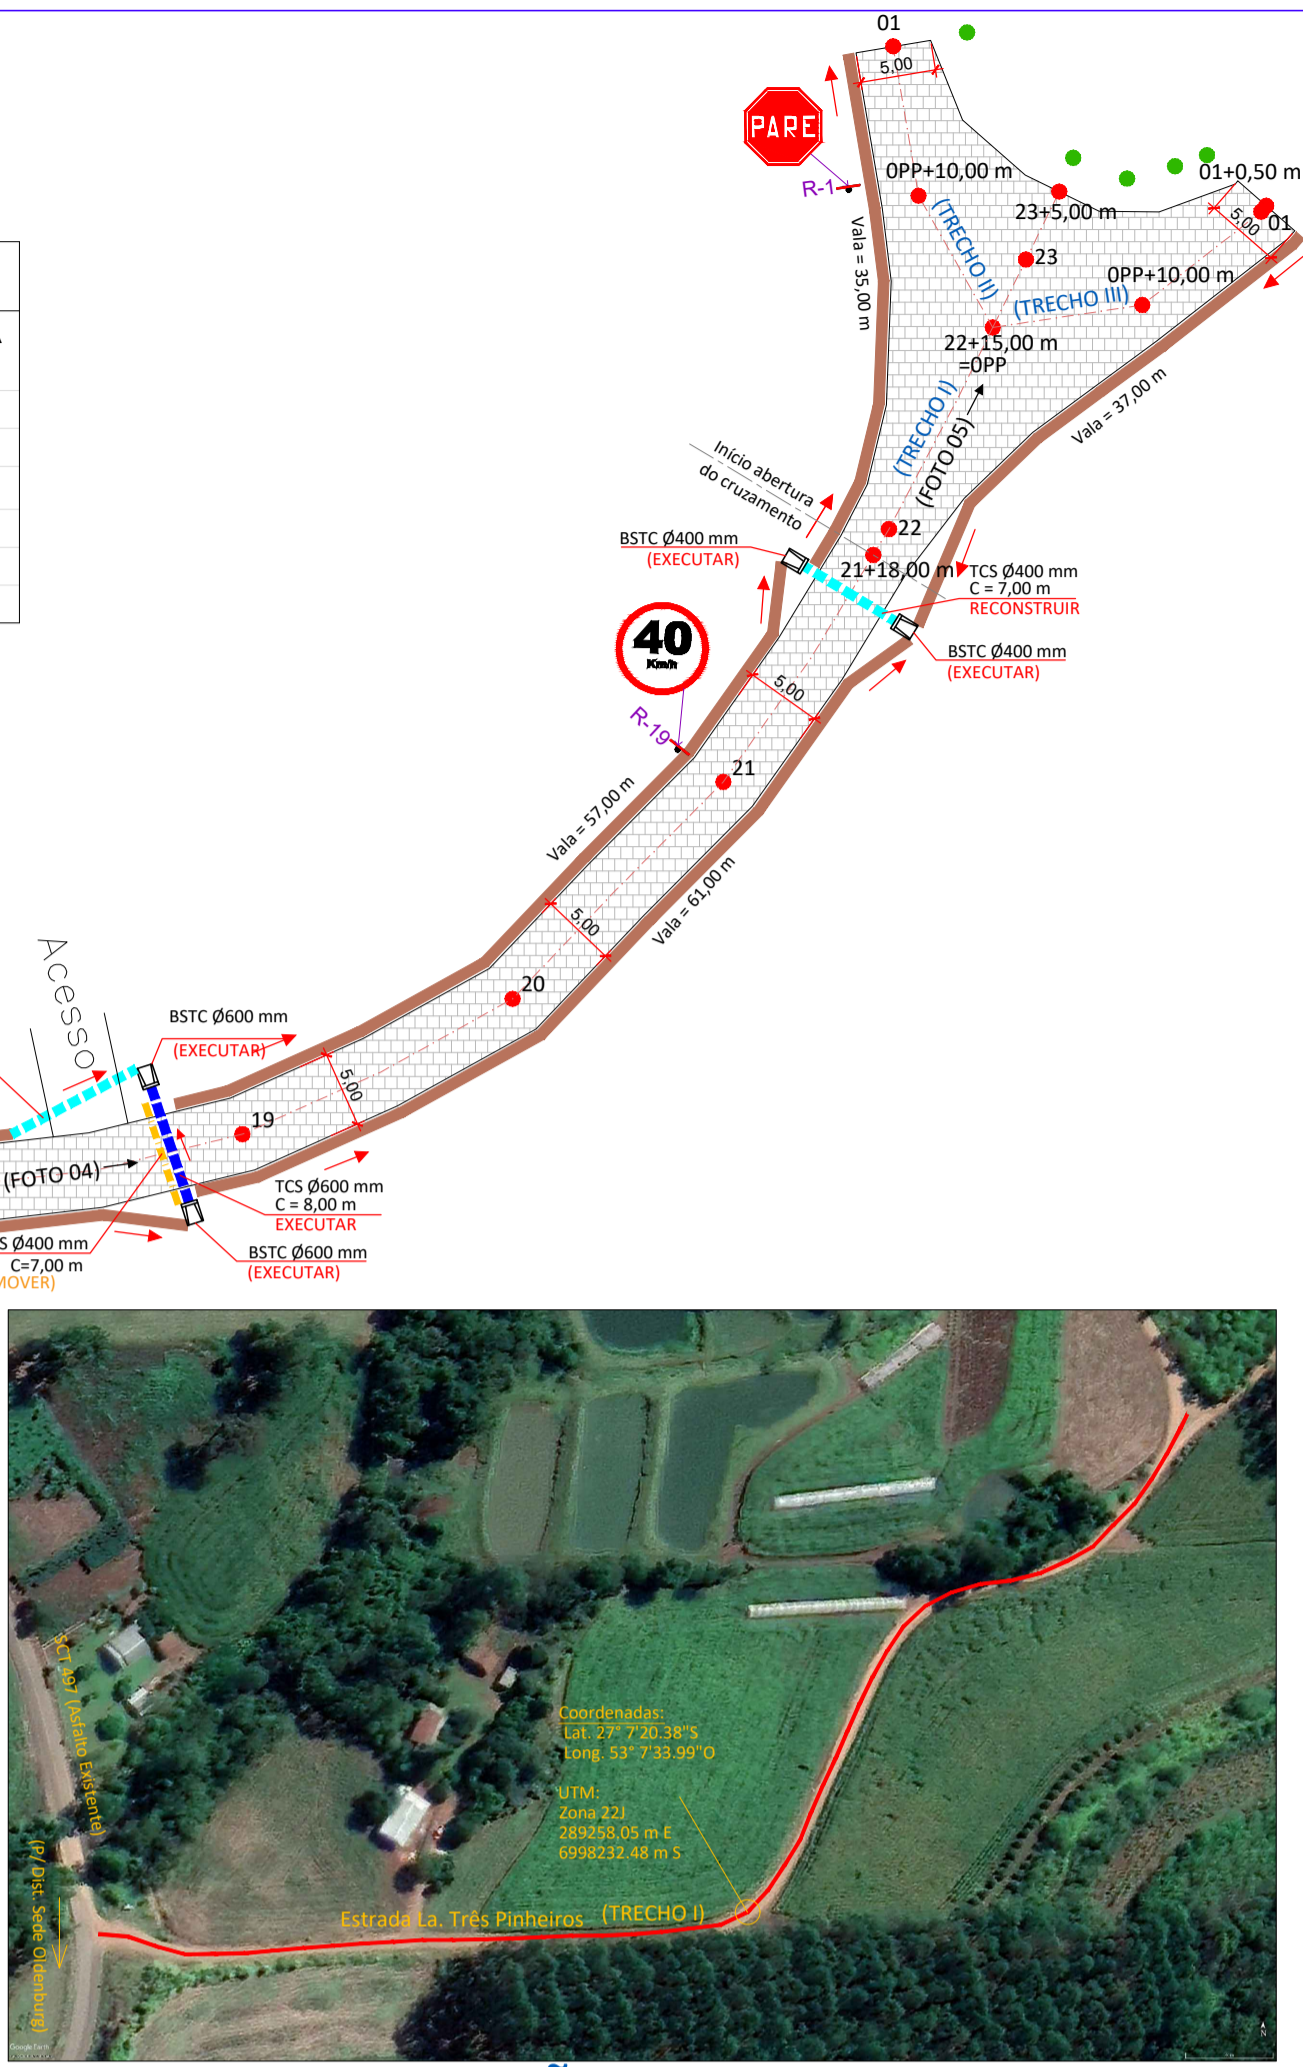 01
5,00
PARE
R-1
0PP+10,00 m
01+0,50 m
23+5,00 m
5,00
01
(TRECHO II)
23
0PP+10,00 m
(TRECHO III)
Vala = 35,00 m
22+15,00 m
=0PP
Vala = 37,00 m
(TRECHO I)
(FOTO 05)
Início abertura
do cruzamento
22
BSTC Ø400 mm
(EXECUTAR)
21+18,00 m
TCS Ø400 mm
C = 7,00 m
RECONSTRUIR
40
Km/h
BSTC Ø400 mm
(EXECUTAR)
5,00
R-19
21
Vala = 57,00 m
Vala = 61,00 m
5,00
20
Acesso
BSTC Ø600 mm
(EXECUTAR)
5,00
19
(FOTO 04)
TCS Ø600 mm
C = 8,00 m
EXECUTAR
S Ø400 mm
C=7,00 m
MOVER)
BSTC Ø600 mm
(EXECUTAR)
SCT 497 (Asfalto Existente)
Coordenadas:
Lat. 27° 7'20.38"S
Long. 53° 7'33.99"O
UTM:
Zona 22J
289258.05 m E
6998232.48 m S
(P/ Dist. Sede Oldenburg)
Estrada La. Três Pinheiros (TRECHO I)
Google Earth
N